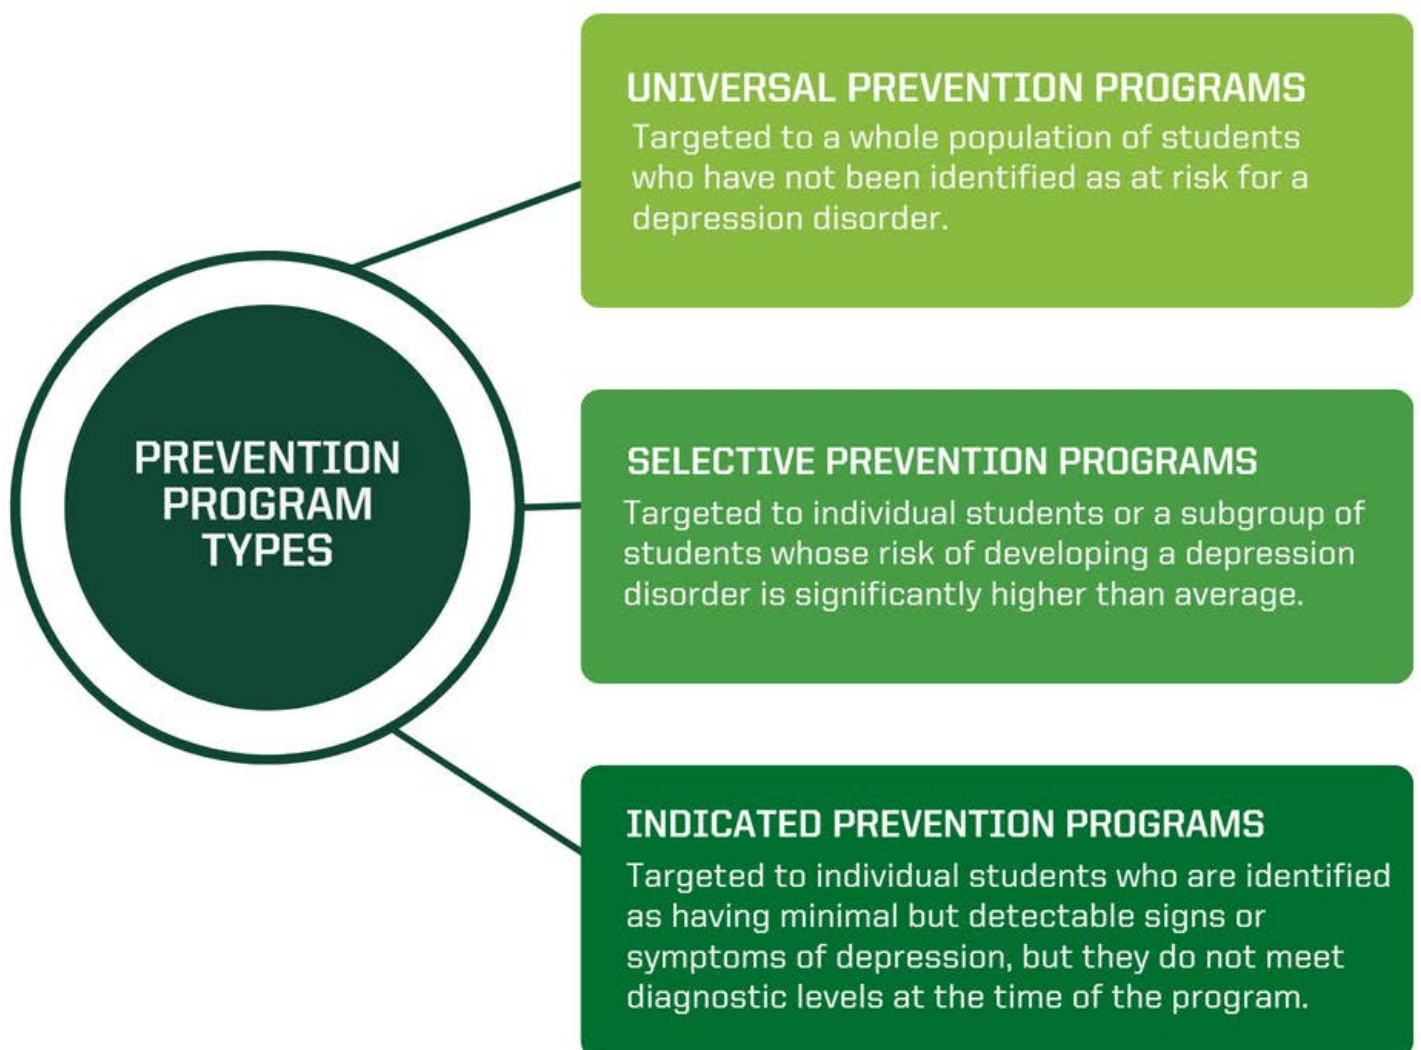 PREVENTION
PROGRAM
TYPES
UNIVERSAL PREVENTION PROGRAMS
Targeted to a whole population of students
who have not been identified as at risk for a
depression disorder.
SELECTIVE PREVENTION PROGRAMS
Targeted to individual students or a subgroup of
students whose risk of developing a depression
disorder is significantly higher than average.
INDICATED PREVENTION PROGRAMS
Targeted to individual students who are identified
as having minimal but detectable signs or
symptoms of depression, but they do not meet
diagnostic levels at the time of the program.